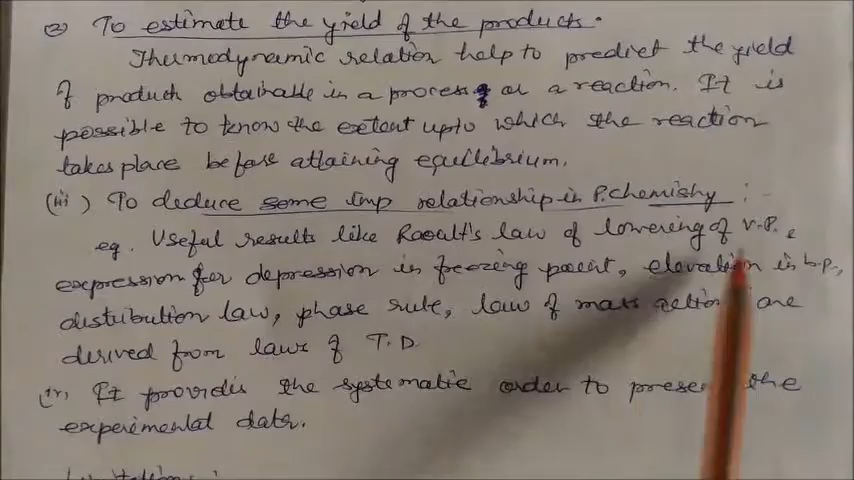 (2) To estimate the yield of the products.
Thermodynamic relation help to predict the yield
of product obtainable in a process or a reaction. It is
possible to know the extent upto which the reaction
takes place before attaining equilibrium.
(iii) To deduce some Imp relationship in P. Chemistry :-
eg. Useful results like Raoult's law of lowering of V.P.,
expression for depression in freezing point, elevation in b.p.,
distribution law, phase rule, law of mass action are
derived from laws of T.D.
(iv) It provides the systematic order to the
experimental data.